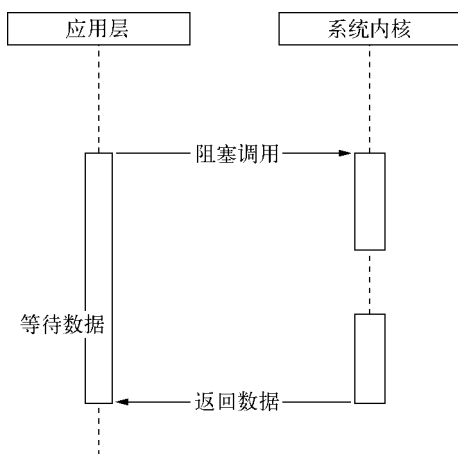 应用层
系统内核
阻塞调用
等待数据
返回数据